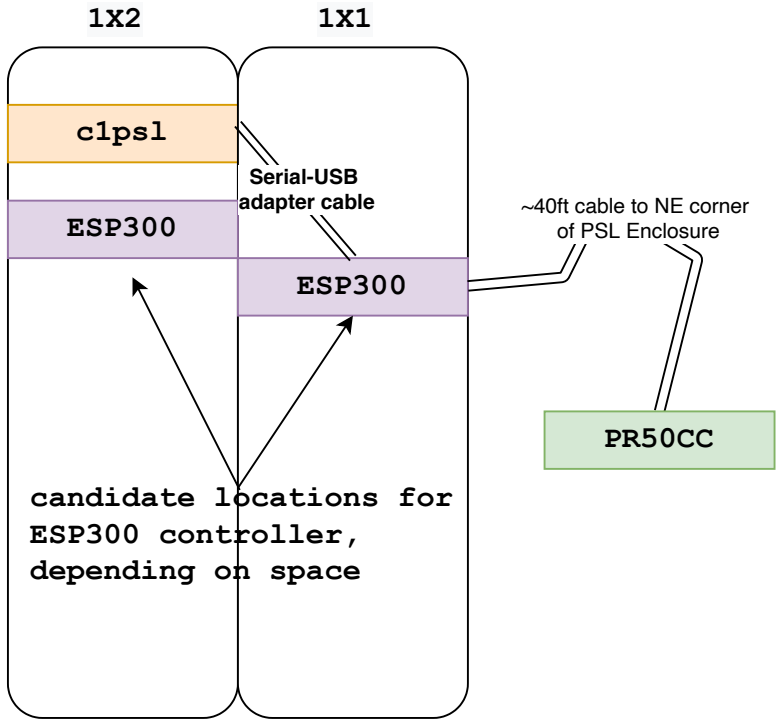 1X2
1X1
c1psl
Serial-USB
adapter cable
ESP300
ESP300
~40ft cable to NE corner
of PSL Enclosure
PR50CC
candidate locations for
ESP300 controller,
depending on space